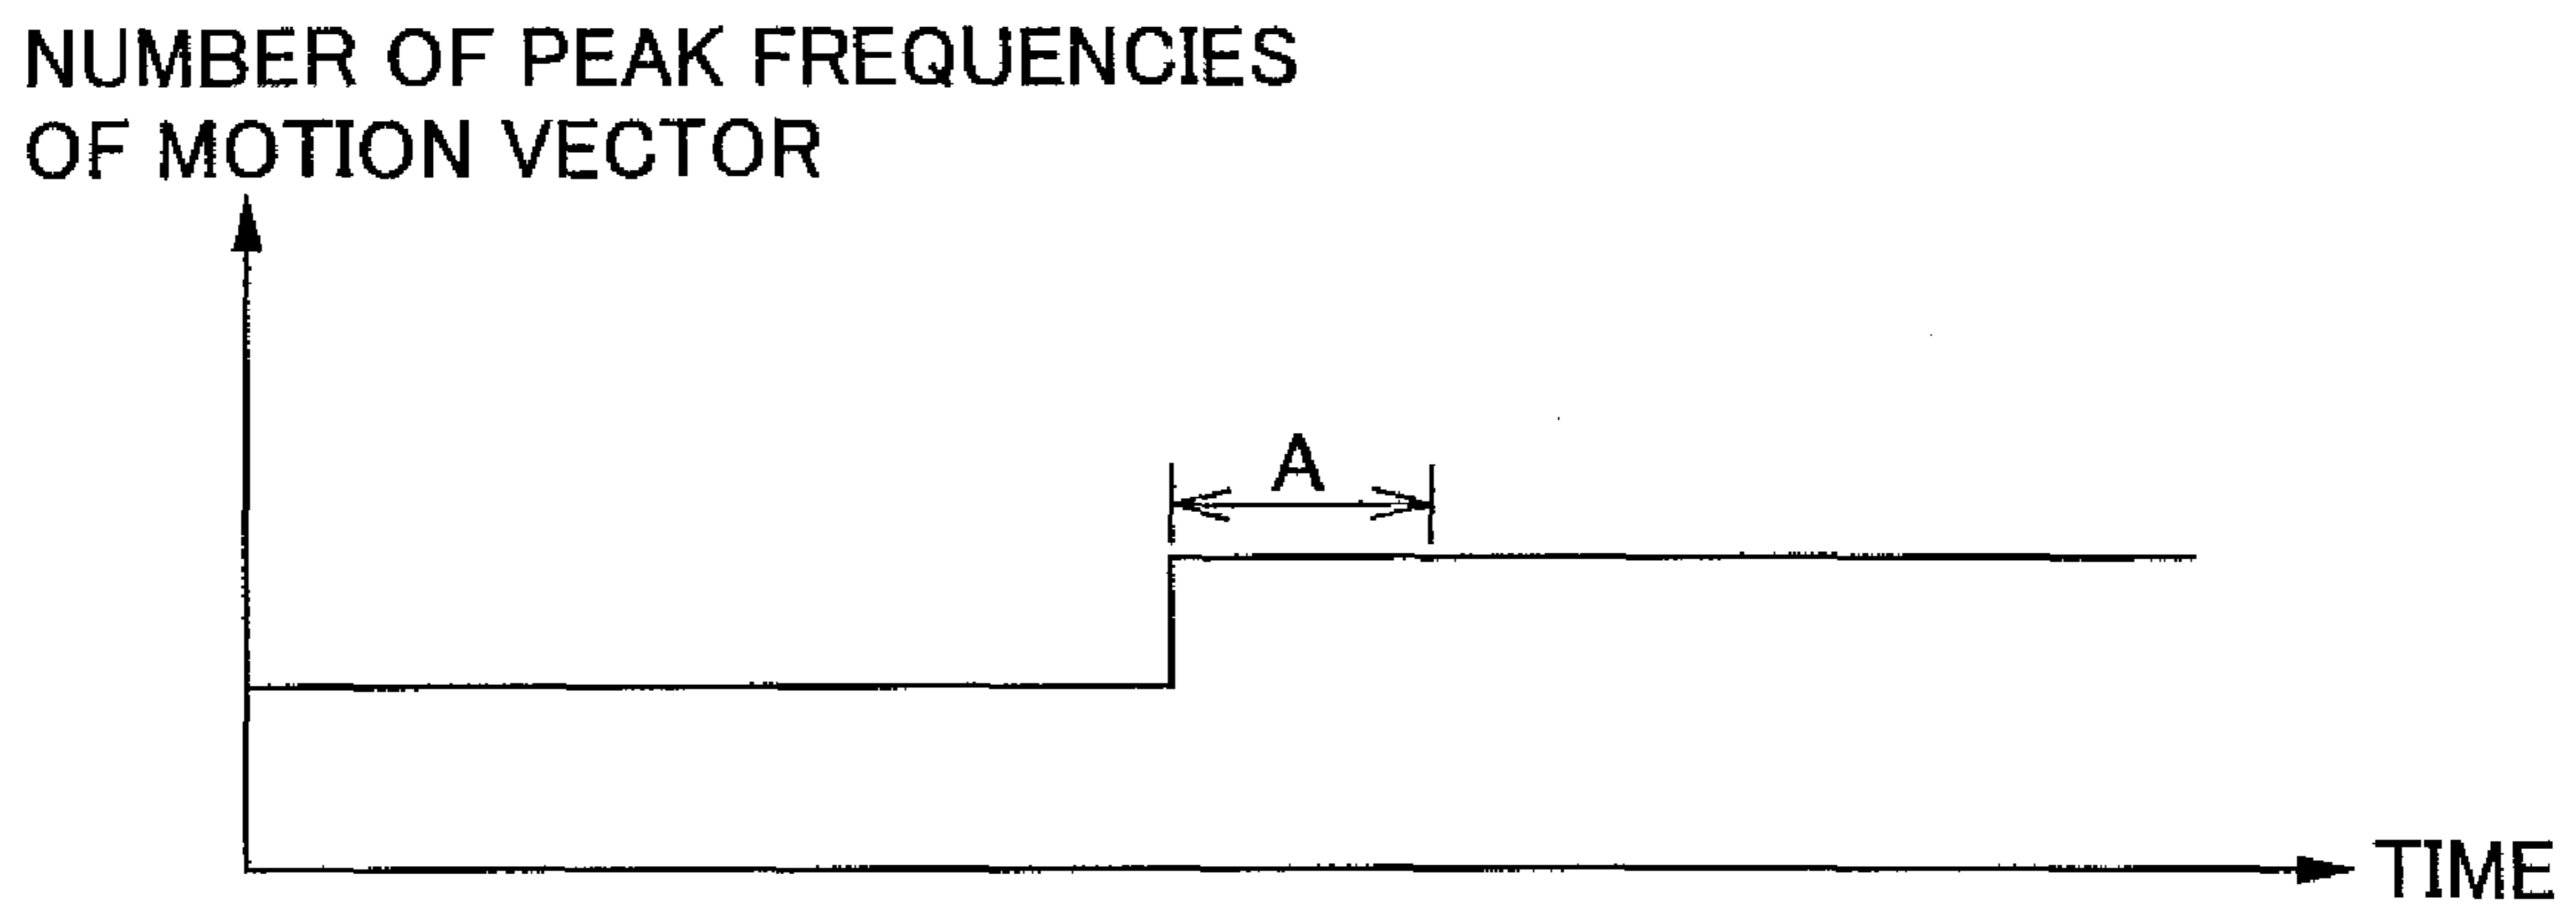 NUMBER OF PEAK FREQUENCIES
OF MOTION VECTOR
A
TIME